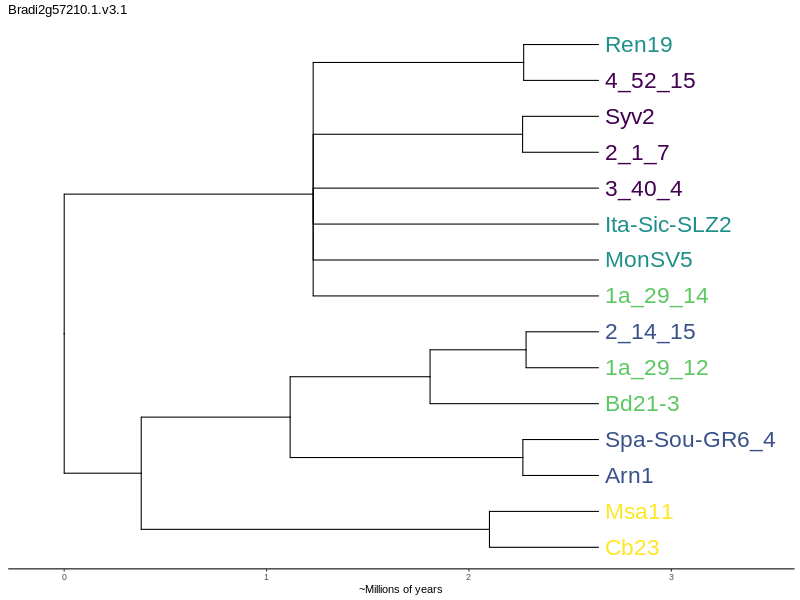 Bradi2g57210.1.v3.1
Ren19
4_52_15
Syv2
2_1_7
3_40_4
Ita-Sic-SLZ2
MonSV5
1a_29_14
2_14_15
1a_29_12
Bd21-3
Spa-Sou-GR6_4
Arn1
Msa11
Cb23
0 1 2 3
~Millions of years